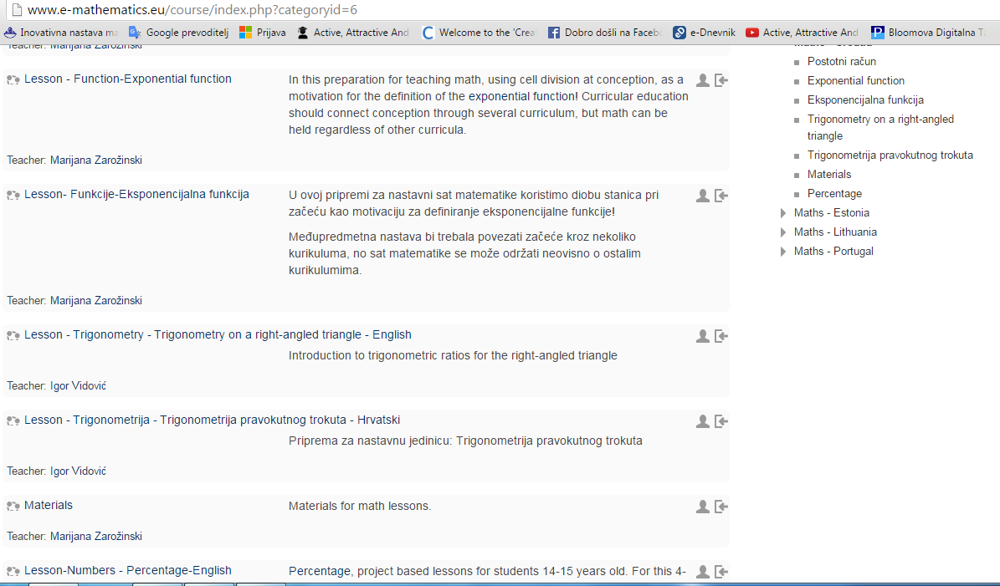 www.e-mathematics.eu/course/index.php?categoryid=6
Inovativna nastava ma
Google prevoditelj
Prijava
Active, Attractive And
Welcome to the 'Crea
Dobro došli na Facebo
e-Dnevnik
Active, Attractive And
Bloomova Digitalna Ta
Teacher: Marijana Zarožinski
Lesson - Function-Exponential function
In this preparation for teaching math, using cell division at conception, as a
motivation for the definition of the exponential function! Curricular education
should connect conception through several curriculum, but math can be
held regardless of other curricula.
Teacher: Marijana Zarožinski
Lesson- Funkcije-Eksponencijalna funkcija
U ovoj pripremi za nastavni sat matematike koristimo diobu stanica pri
začeću kao motivaciju za definiranje eksponencijalne funkcije!
Međupredmetna nastava bi trebala povezati začeće kroz nekoliko
kurikuluma, no sat matematike se može održati neovisno o ostalim
kurikulumima.
Teacher: Marijana Zarožinski
Lesson - Trigonometry - Trigonometry on a right-angled triangle - English
Introduction to trigonometric ratios for the right-angled triangle
Teacher: Igor Vidović
Lesson - Trigonometrija - Trigonometrija pravokutnog trokuta - Hrvatski
Priprema za nastavnu jedinicu: Trigonometrija pravokutnog trokuta
Teacher: Igor Vidović
Materials
Materials for math lessons.
Teacher: Marijana Zarožinski
Lesson-Numbers - Percentage-English
Percentage, project based lessons for students 14-15 years old. For this 4-
Maths - Croatia
Postotni račun
Exponential function
Eksponencijalna funkcija
Trigonometry on a right-angled
triangle
Trigonometrija pravokutnog trokuta
Materials
Percentage
Maths - Estonia
Maths - Lithuania
Maths - Portugal